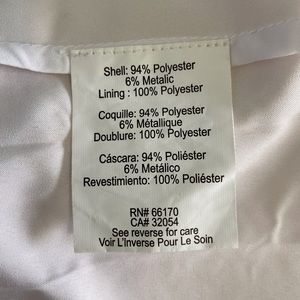 Shell: 94% Polyester
6% Metalic
Lining : 100% Polyester
Coquille: 94% Polyester
6% Métallique
Doublure: 100% Polyester
Cáscara: 94% Poliéster
6% Metálico
Revestimiento: 100% Poliéster
RN# 66170
CA# 32054
See reverse for care
Voir L'Inverse Pour Le Soin